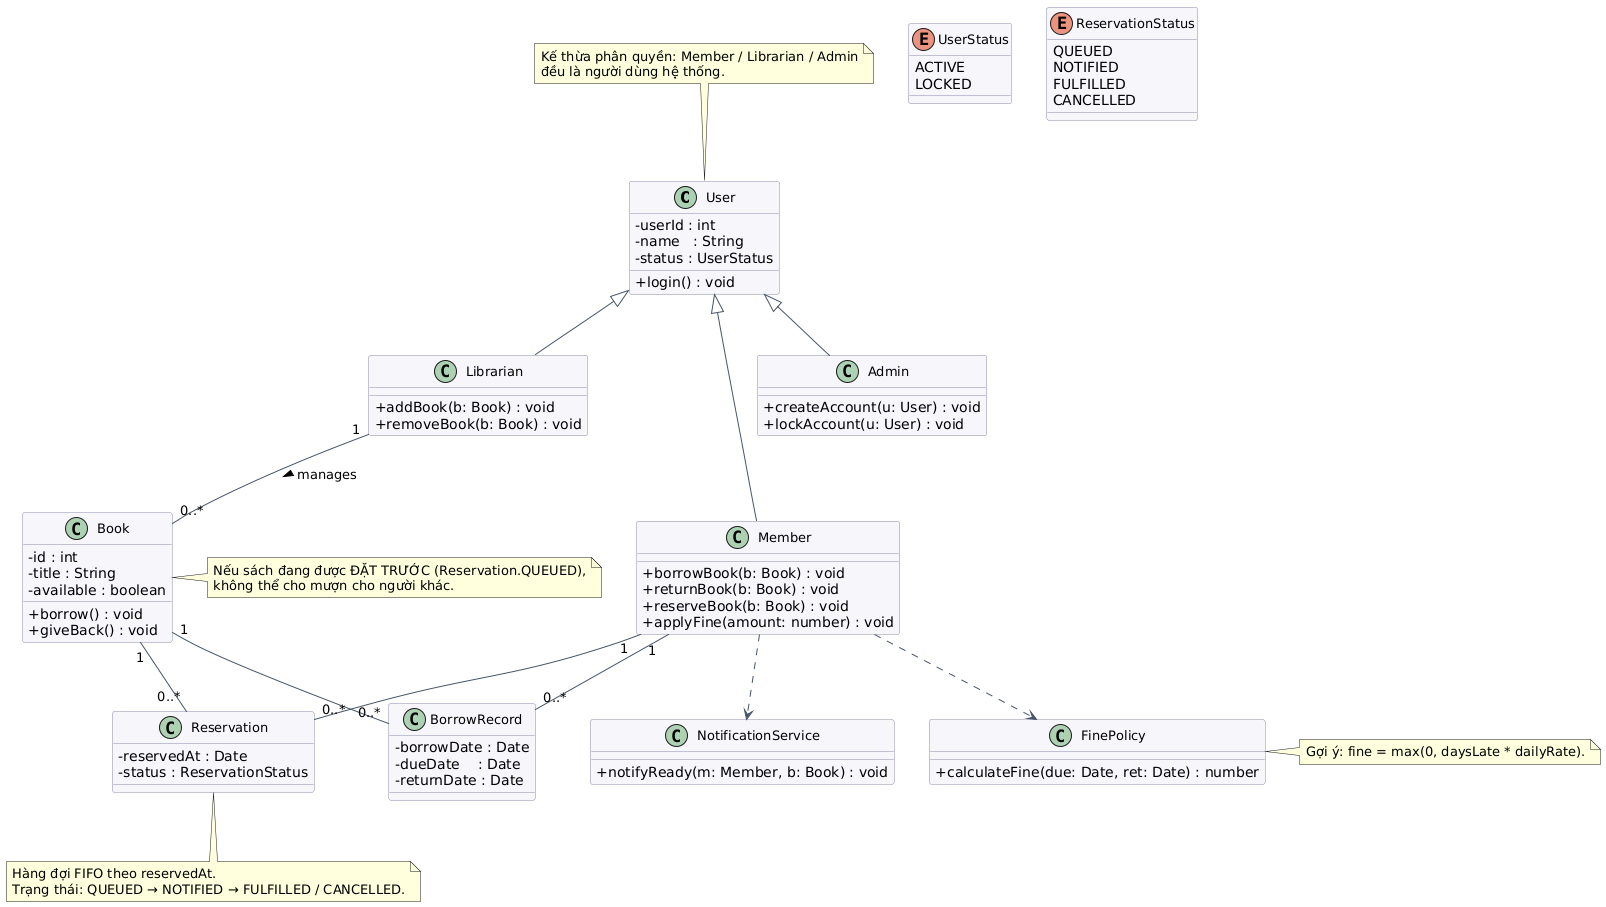 Kế thừa phân quyền: Member / Librarian / Admin
đều là người dùng hệ thống.
E UserStatus
ACTIVE
LOCKED
E ReservationStatus
QUEUED
NOTIFIED
FULFILLED
CANCELLED
C User
-userId : int
-name   : String
-status : UserStatus
+login() : void
C Librarian
+addBook(b: Book) : void
+removeBook(b: Book) : void
C Admin
+createAccount(u: User) : void
+lockAccount(u: User) : void
1
manages
0..*
C Book
-id : int
-title : String
-available : boolean
+borrow() : void
+giveBack() : void
Nếu sách đang được ĐẶT TRƯỚC (Reservation.QUEUED),
không thể cho mượn cho người khác.
C Member
+borrowBook(b: Book) : void
+returnBook(b: Book) : void
+reserveBook(b: Book) : void
+applyFine(amount: number) : void
1
1
1
1
0..*
0..*
0..*
0..*
C Reservation
-reservedAt : Date
-status : ReservationStatus
C BorrowRecord
-borrowDate : Date
-dueDate    : Date
-returnDate : Date
C NotificationService
+notifyReady(m: Member, b: Book) : void
C FinePolicy
+calculateFine(due: Date, ret: Date) : number
Gợi ý: fine = max(0, daysLate * dailyRate).
Hàng đợi FIFO theo reservedAt.
Trạng thái: QUEUED → NOTIFIED → FULFILLED / CANCELLED.